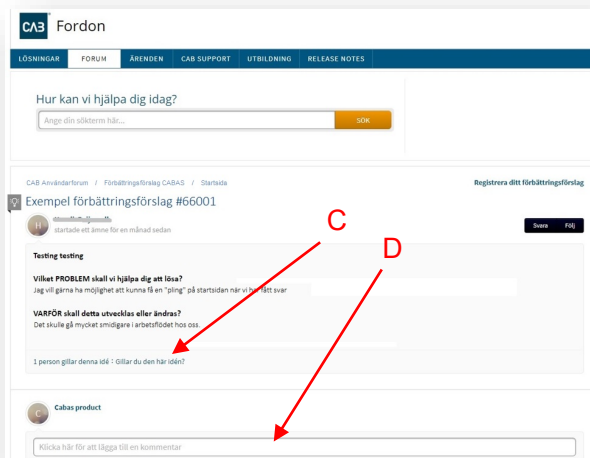 CAB Fordon
LÖSNINGAR FORUM ÄRENDEN CAB SUPPORT UTBILDNING RELEASE NOTES
Hur kan vi hjälpa dig idag?
Ange din sökterm här...
SÖK
CAB Användarforum / Förbättringsförslag CABAS / Startsida
Registrera ditt förbättringsförslag
Exempel förbättringsförslag #66001
H
startade ett ämne för en månad sedan
Svara Följ
C
D
Testing testing
Vilket PROBLEM skall vi hjälpa dig att lösa?
Jag vill gärna ha möjlighet att kunna få en "pling" på startsidan när vi har fått svar
VARFÖR skall detta utvecklas eller ändras?
Det skulle gå mycket smidigare i arbetsflödet hos oss.
1 person gillar denna idé : Gillar du den här idén?
C
Cabas product
Klicka här för att lägga till en kommentar